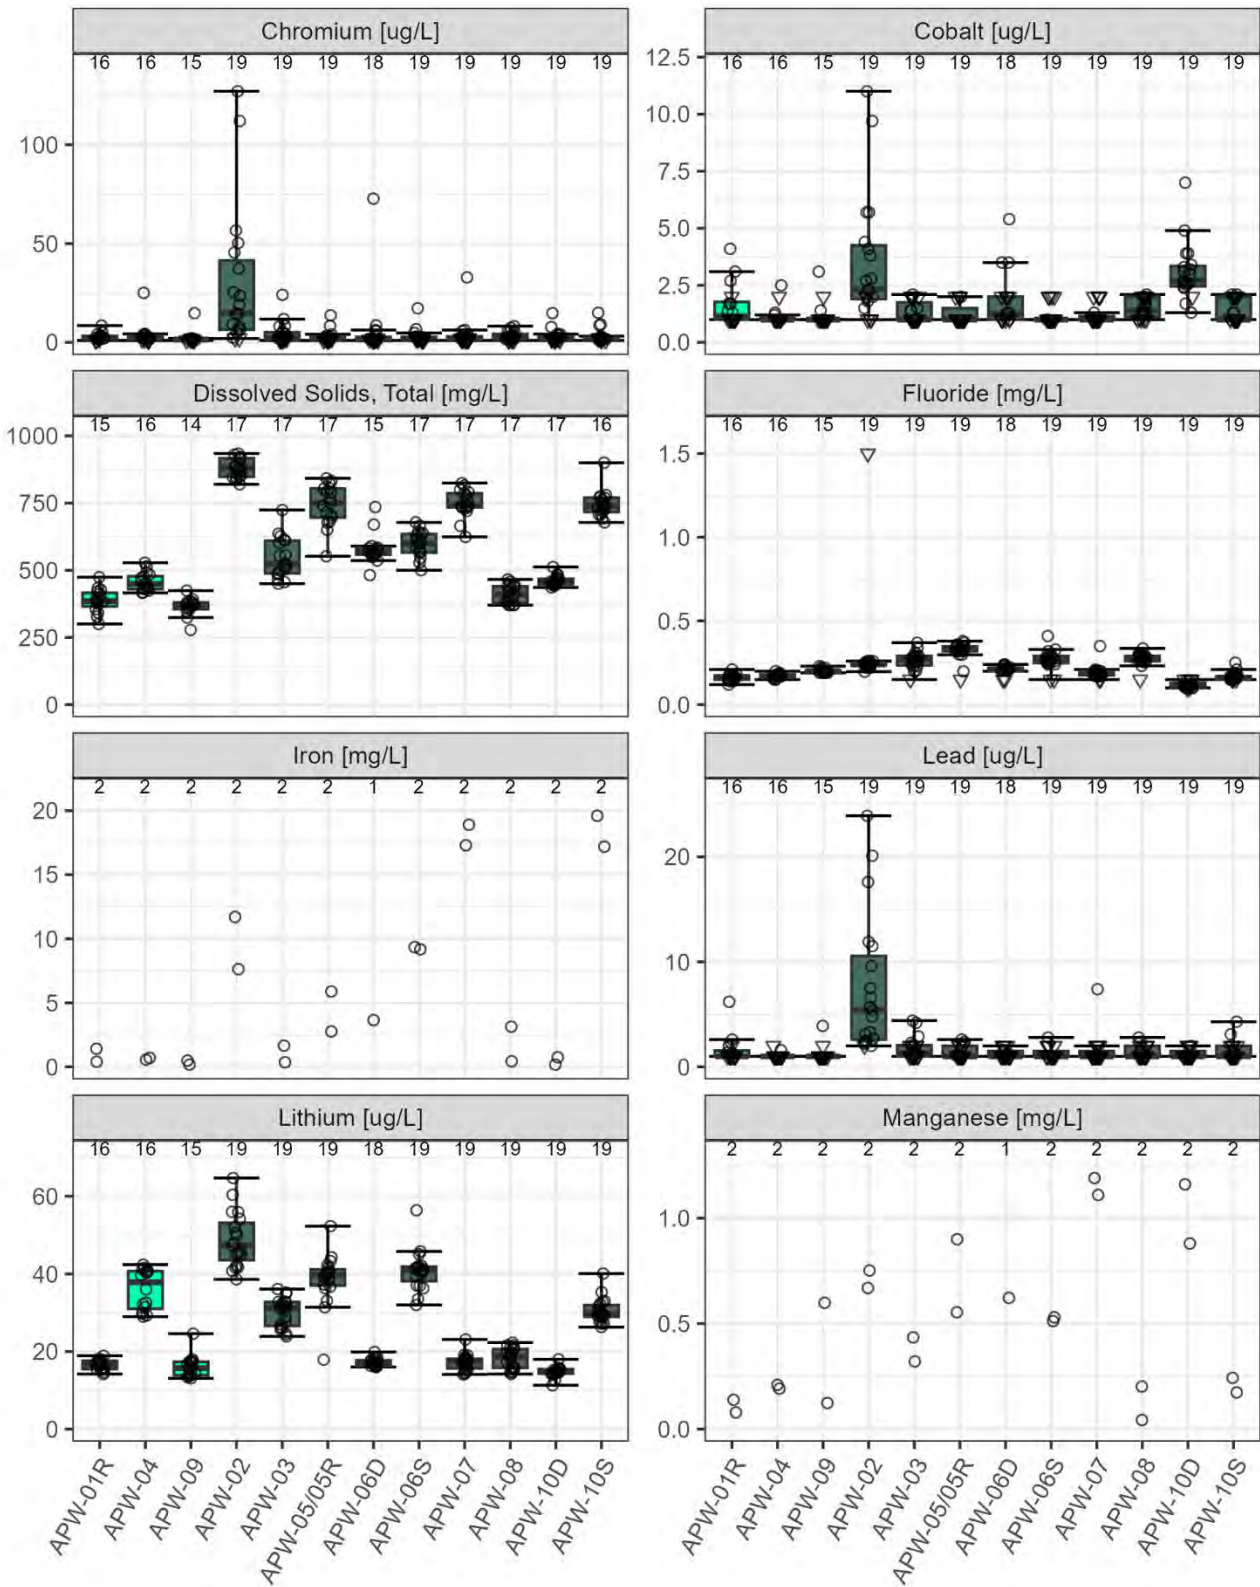 Chromium [ug/L]
16 16 15 19 19 19 18 19 19 19 19 19
100
50
0
Cobalt [ug/L]
16 16 15 19 19 19 18 19 19 19 19 19
12.5
10.0
7.5
5.0
2.5
0.0
Dissolved Solids, Total [mg/L]
15 16 14 17 17 17 15 17 17 17 17 16
1000
750
500
250
0
Fluoride [mg/L]
16 16 15 19 19 19 18 19 19 19 19 19
1.5
1.0
0.5
0.0
Iron [mg/L]
2 2 2 2 2 2 1 2 2 2 2 2
20
15
10
5
0
Lead [ug/L]
16 16 15 19 19 19 18 19 19 19 19 19
20
10
0
Lithium [ug/L]
16 16 15 19 19 19 18 19 19 19 19 19
60
40
20
0
Manganese [mg/L]
2 2 2 2 2 2 1 2 2 2 2 2
1.0
0.5
0.0
APW-01R
APW-04
APW-09
APW-02
APW-03
APW-05/05R
APW-06D
APW-06S
APW-07
APW-08
APW-10D
APW-10S
APW-01R
APW-04
APW-09
APW-02
APW-03
APW-05/05R
APW-06D
APW-06S
APW-07
APW-08
APW-10D
APW-10S